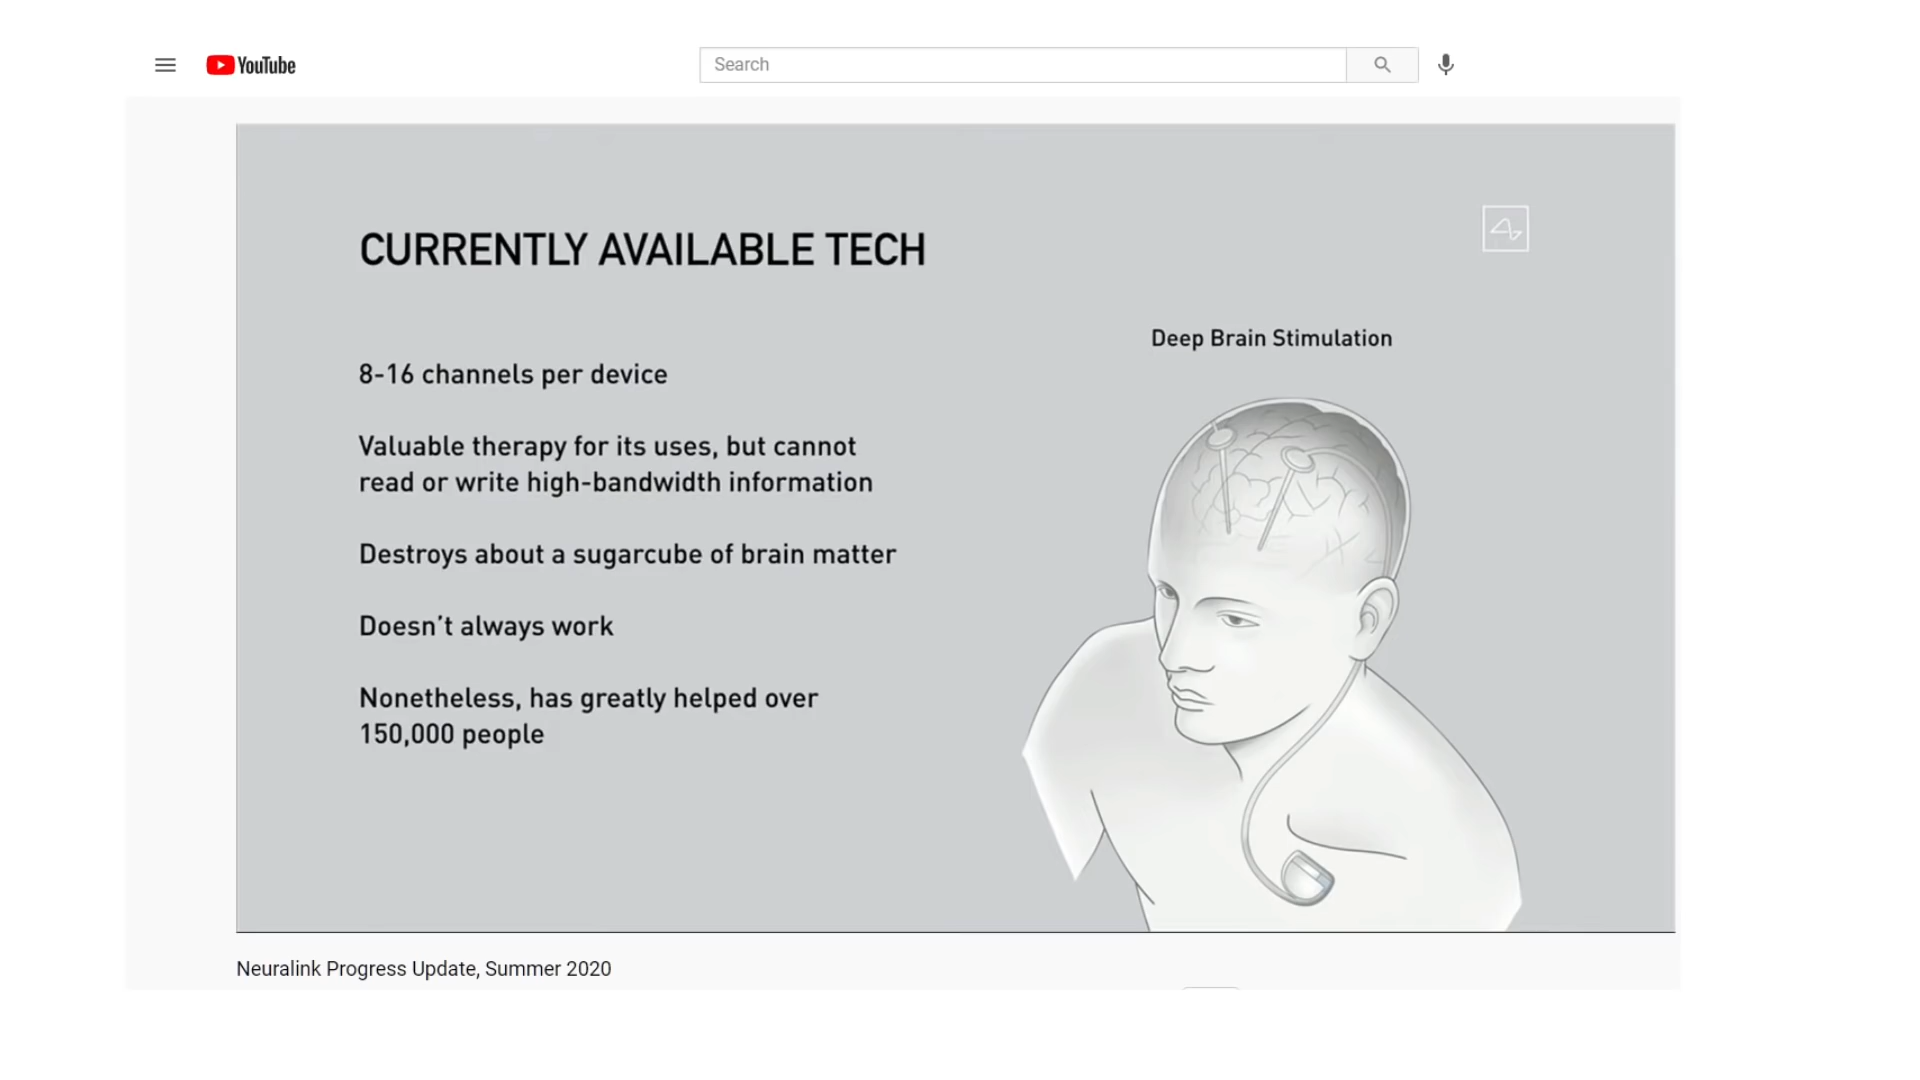 YouTube
Search
CURRENTLY AVAILABLE TECH
Deep Brain Stimulation
8-16 channels per device
Valuable therapy for its uses, but cannot
read or write high-bandwidth information
Destroys about a sugarcube of brain matter
Doesn't always work
Nonetheless, has greatly helped over
150,000 people
Neuralink Progress Update, Summer 2020